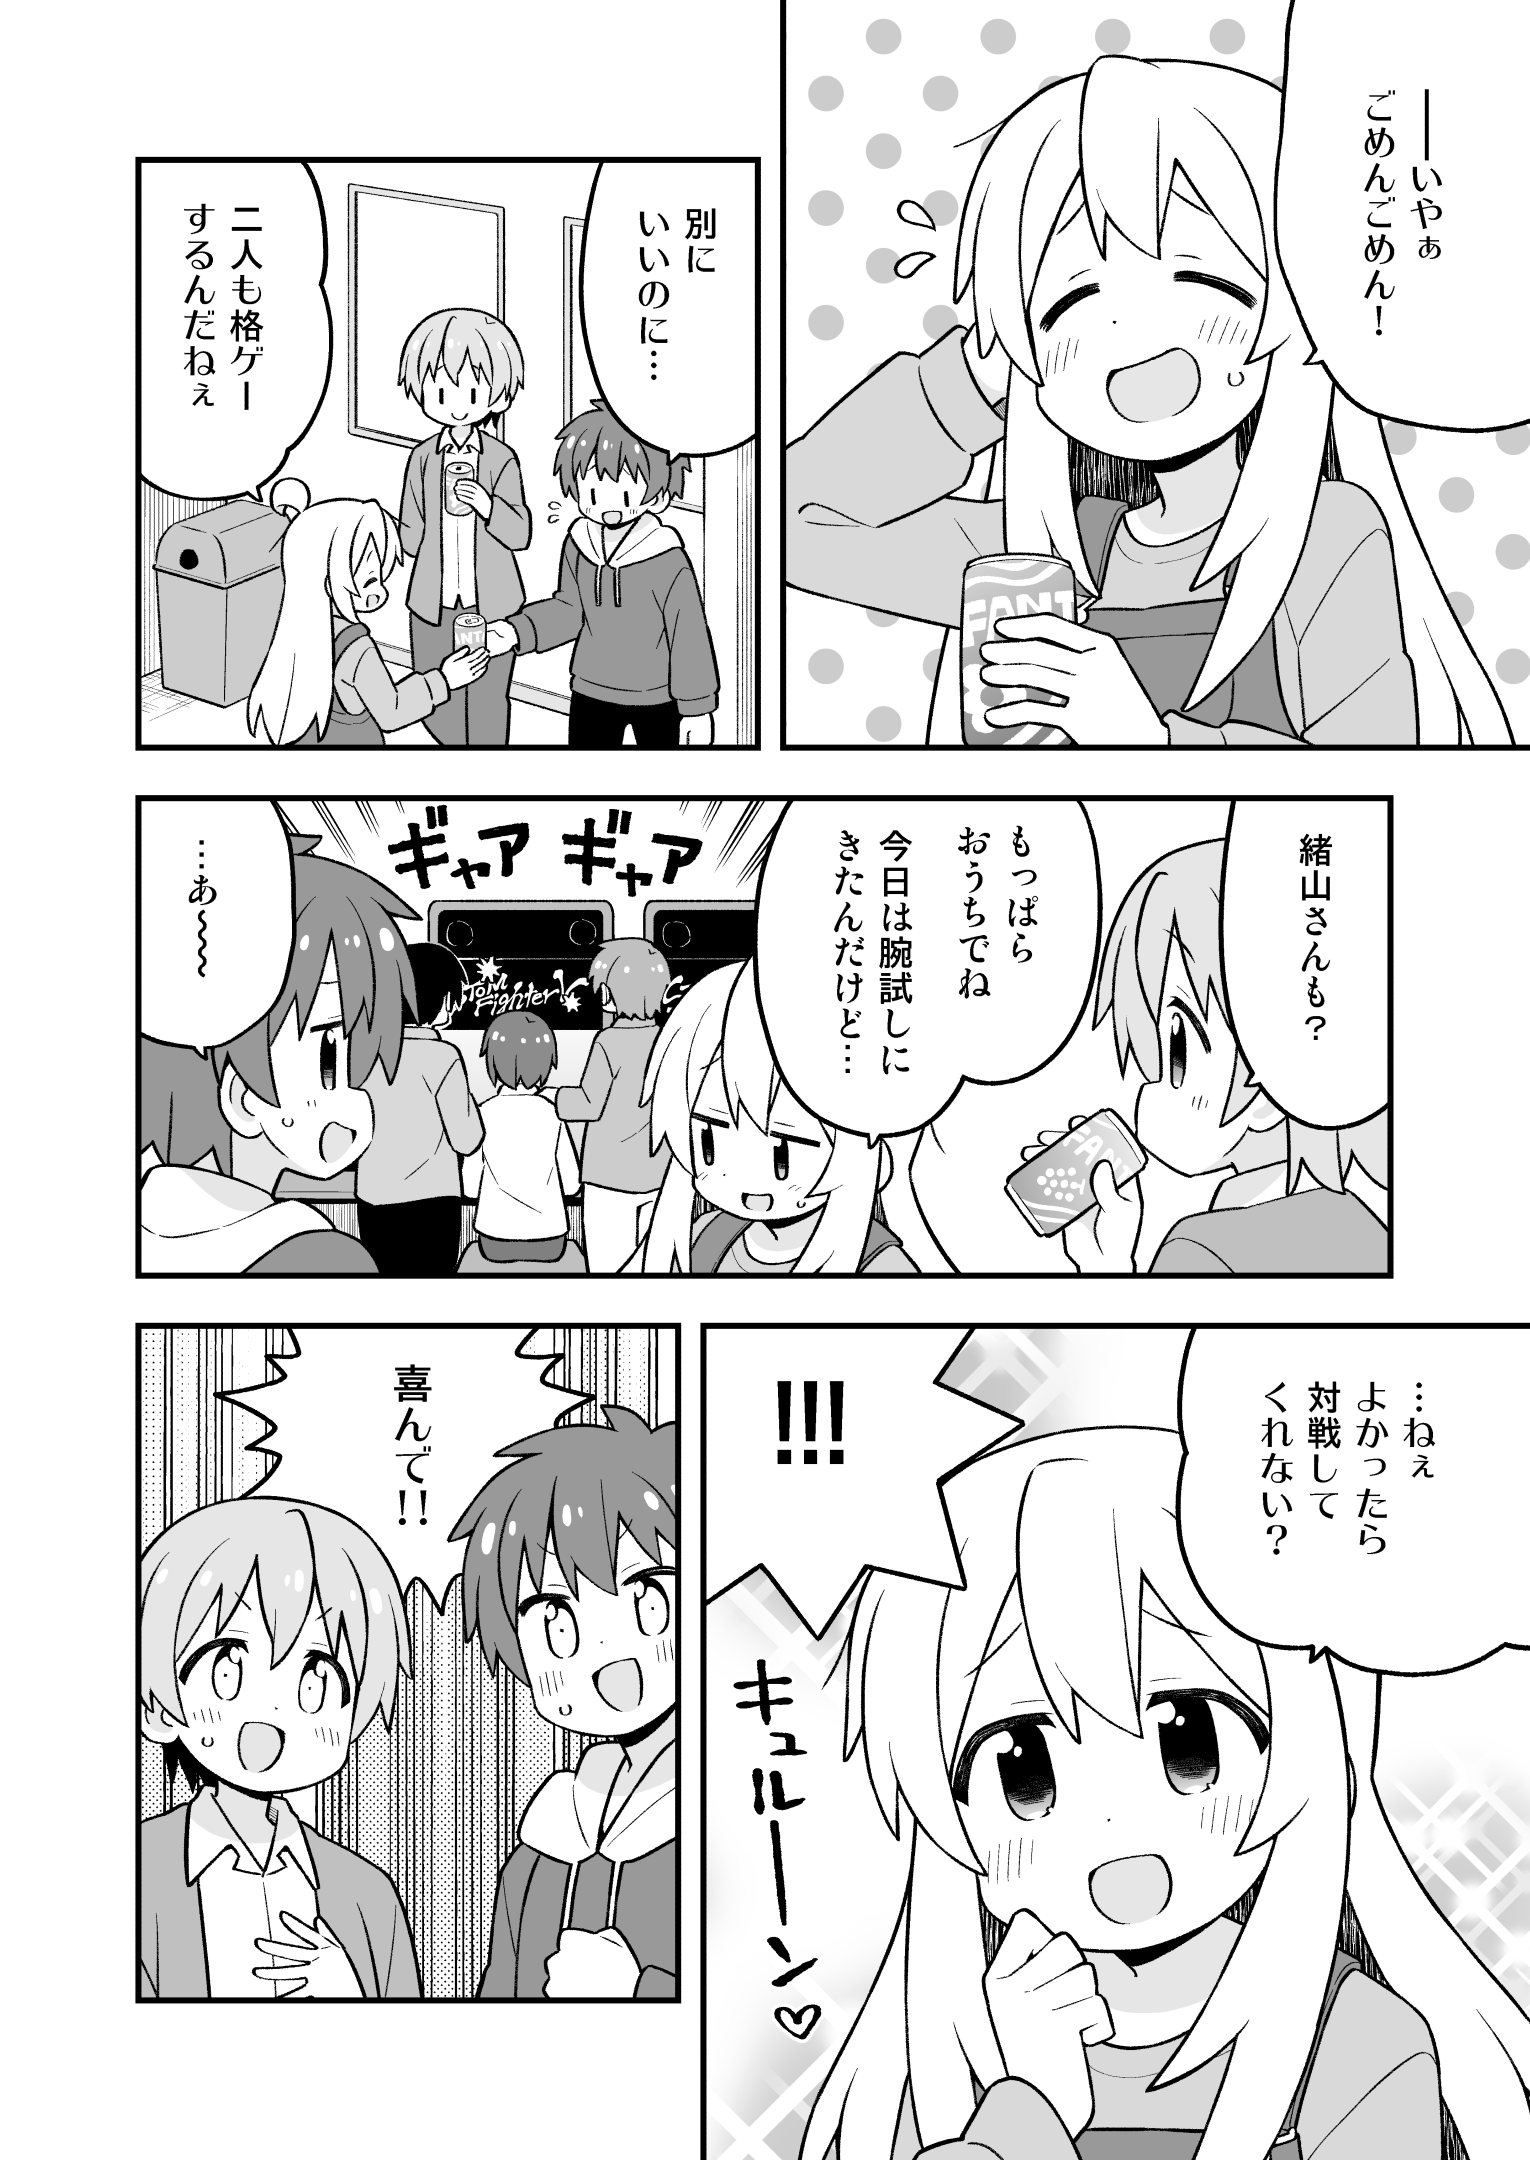 ――いやぁ
ごめんごめん！
FANT
別に
いいのに…
二人も格ゲー
するんだねぇ
ANT
緒山さんも？
FANT
もっぱら
おうちでね
今日は腕試しに
きたんだけど…
ギャア ギャア
Fighter!
…あ〜〜
…ねぇ
よかったら
対戦して
くれない？
!!!
キュルーーン♡
喜んで!!